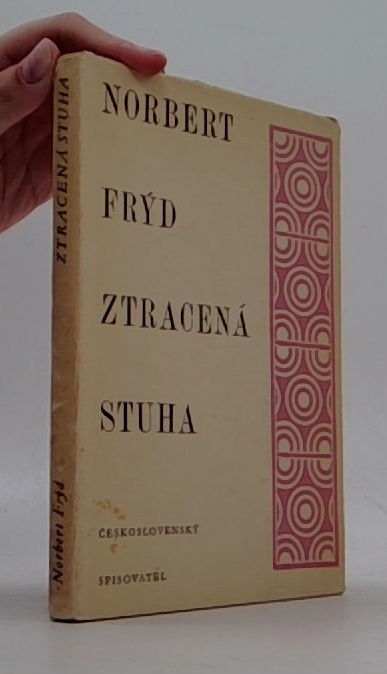 NORBERT
FRÝD
ZTRACENÁ
STUHA
ČESKOSLOVENSKÝ
SPISOVATEL
Norbert Frýd
ZTRACENÁ STUHA